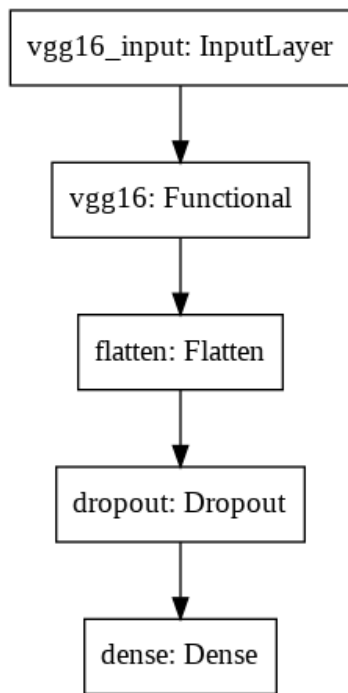 vgg16_input: InputLayer
vgg16: Functional
flatten: Flatten
dropout: Dropout
dense: Dense